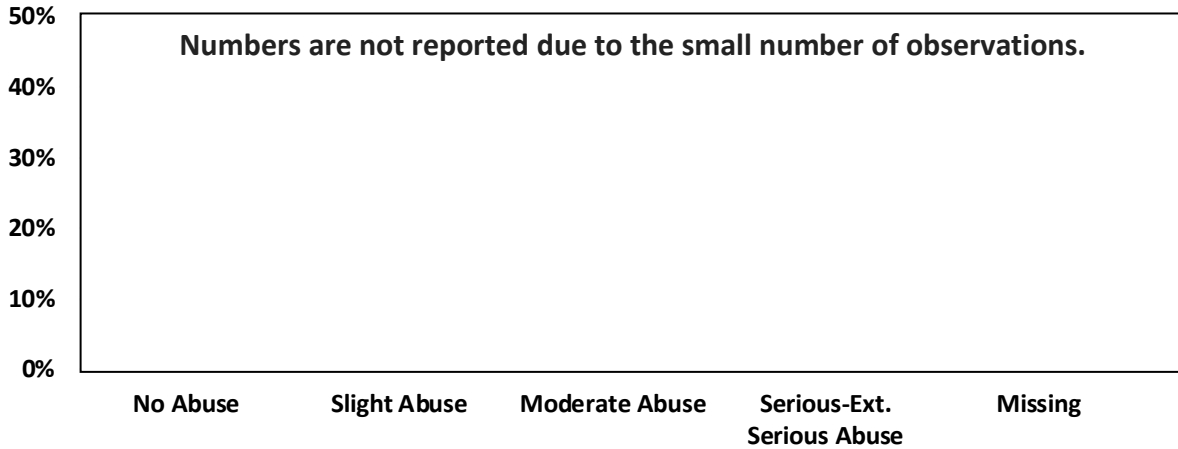 50%
Numbers are not reported due to the small number of observations.
40%
30%
20%
10%
0%
No Abuse
Slight Abuse
Moderate Abuse
Serious-Ext.
Serious Abuse
Missing